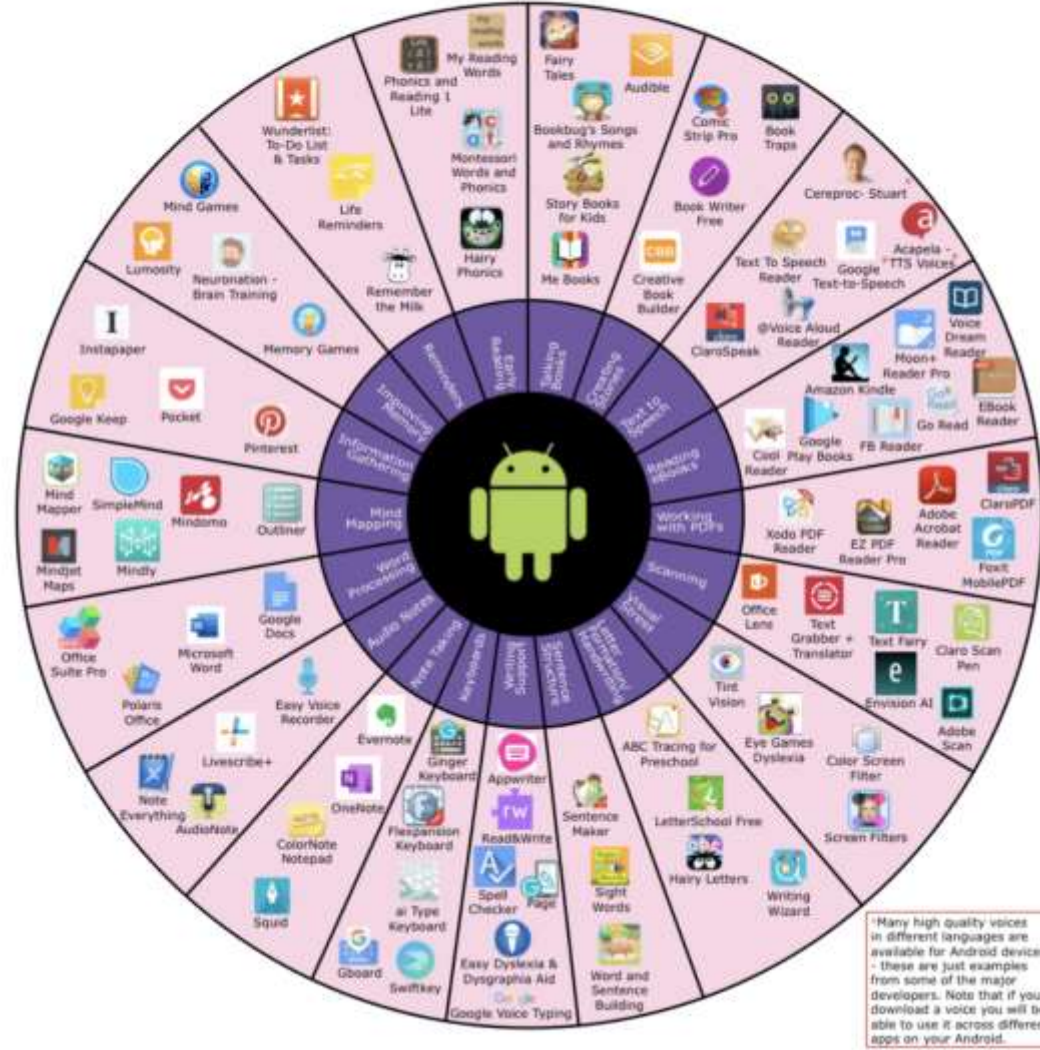 Early
Reading
My Reading
Words
Phonics and
Reading 1
Lite
Montessori
Words and
Phonics
Hairy
Phonics
Talking
Books
Fairy
Tales
Audible
Bookbug's Songs
and Rhymes
Story Books
for Kids
Me Books
Creating
Stories
Comic
Strip Pro
Book
Traps
Book Writer
Free
CBB
Creative
Book
Builder
Text to
Speech
Cereproc- Stuart
a
Acapela -
TTS Voices
Text To Speech
Reader
Google
Text-to-Speech
@Voice Aloud
Reader
ClaroSpeak
Reading
eBooks
Voice
Dream
Reader
Moon+
Reader Pro
Amazon Kindle
EBook
Reader
Go Read
FB Reader
Google
Play Books
Cool
Reader
Working
with PDFs
ClaroPDF
Adobe
Acrobat
Reader
Xodo PDF
Reader
EZ PDF
Reader Pro
PDF
Foxit
MobilePDF
Scanning
Office
Lens
Text
Grabber +
Translator
T
Text Fairy
Claro Scan
Pen
e
Envision AI
Adobe
Scan
Visual
Stress
Tint
Vision
Eye Games
Dyslexia
Color Screen
Filter
Screen Filters
Letter
Formation/
Handwriting
ABC Tracing for
Preschool
LetterSchool Free
Hairy Letters
Writing
Wizard
Sentence
Structure
Sentence
Maker
Sight
Words
Word and
Sentence
Building
Writing
Support
Appwriter
rw
Read&Write
Spell
Checker
Page
Easy Dyslexia &
Dysgraphia Aid
Google
Google Voice Typing
Keyboards
Ginger
Keyboard
Flexpansion
Keyboard
ai Type
Keyboard
Gboard
Swiftkey
Note Taking
Evernote
OneNote
ColorNote
Notepad
Squid
Audio Notes
Easy Voice
Recorder
Livescribe+
Note
Everything
AudioNote
Word
Processing
Google
Docs
Microsoft
Word
Office
Suite Pro
Polaris
Office
Mind
Mapping
Mind
Mapper
SimpleMind
Mindomo
Outliner
Mindjet
Maps
Mindly
Information
Gathering
I
Instapaper
Google Keep
Pocket
Pinterest
Improving
Memory
Mind Games
Lumosity
Neuronation -
Brain Training
Memory Games
Reminders
Wunderlist:
To-Do List
& Tasks
Life
Reminders
Remember
the Milk
*Many high quality voices
in different languages are
available for Android device
- these are just examples
from some of the major
developers. Note that if you
download a voice you will be
able to use it across differen
apps on your Android.